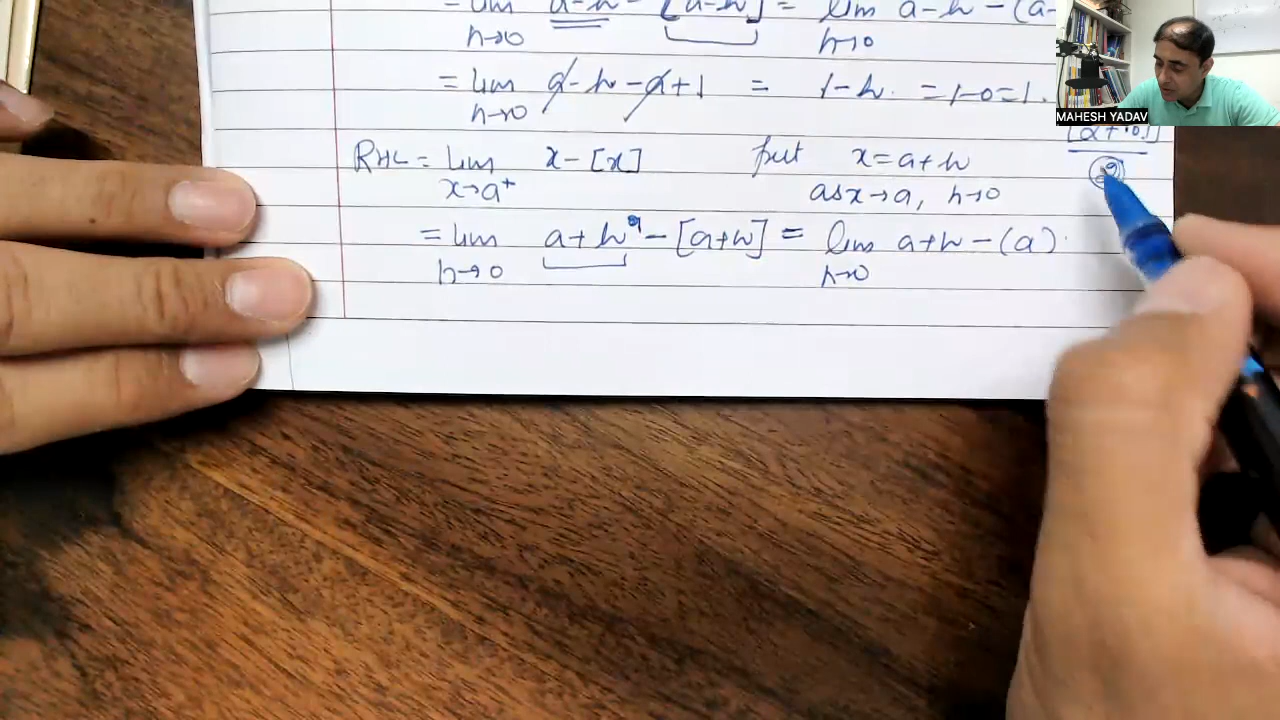 = lim a-h - [a-h] = lim a-h-(a-
h→0 h→0
= lim a-h-a+1 = 1-h. = 1-0=1.
h→0
MAHESH YADAV
RHL = lim x-[x] put x=a+h
x→a⁺ as x→a, h→0
= lim a+h - [a+h] = lim a+h-(a)
h→0 h→0